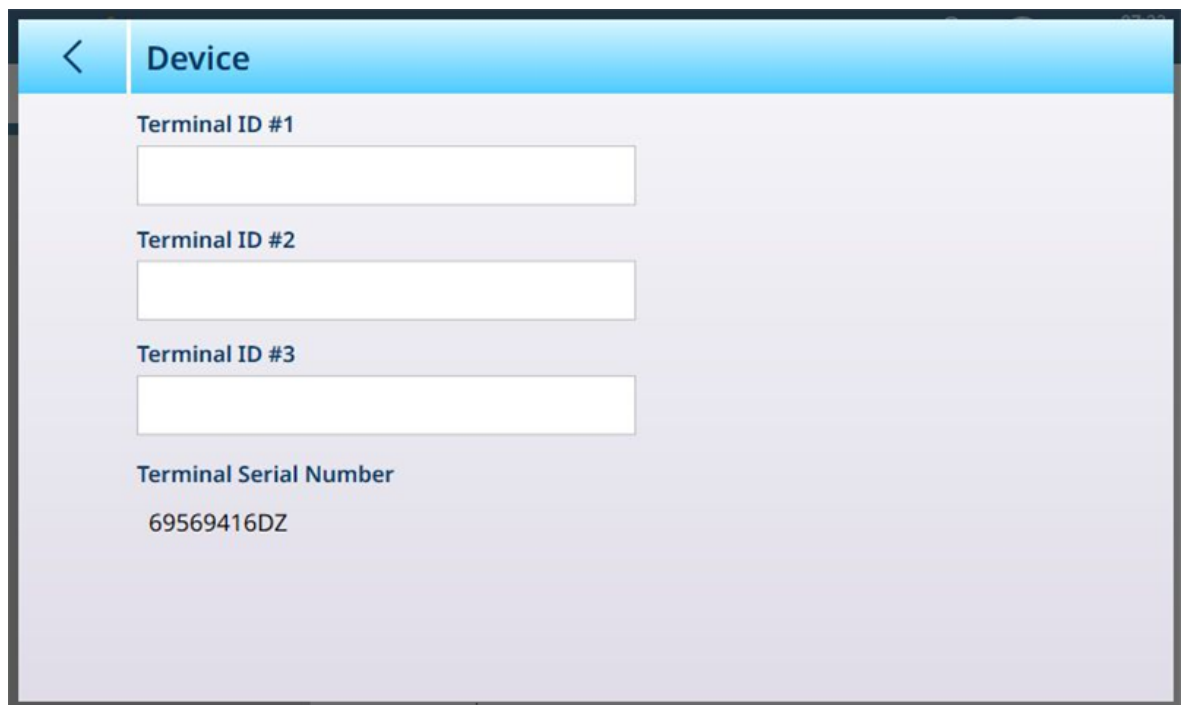 Device
Terminal ID #1
Terminal ID #2
Terminal ID #3
Terminal Serial Number
69569416DZ